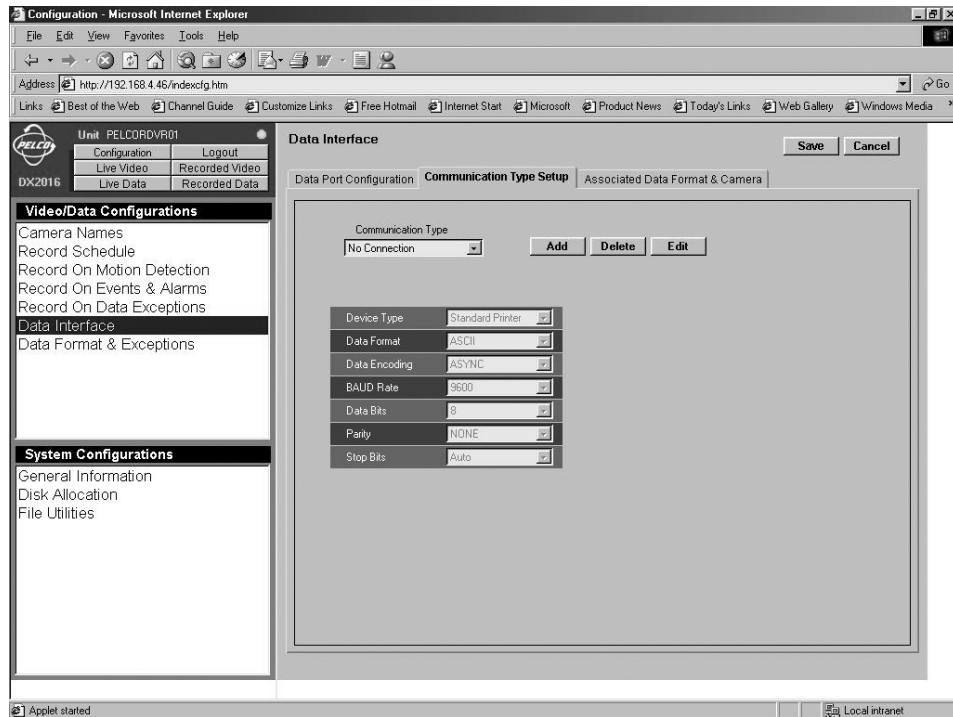 Configuration - Microsoft Internet Explorer
File Edit View Favorites Tools Help
Address http://192.168.4.46/indexcfg.htm Go
Links Best of the Web Channel Guide Customize Links Free Hotmail Internet Start Microsoft Product News Today's Links Web Gallery Windows Media
PELCO
DX2016
Unit PELCORDVR01
Configuration Logout
Live Video Recorded Video
Live Data Recorded Data
Video/Data Configurations
Camera Names
Record Schedule
Record On Motion Detection
Record On Events & Alarms
Record On Data Exceptions
Data Interface
Data Format & Exceptions
System Configurations
General Information
Disk Allocation
File Utilities
Data Interface
Save Cancel
Data Port Configuration Communication Type Setup Associated Data Format & Camera
Communication Type
No Connection Add Delete Edit
Device Type Standard Printer
Data Format ASCII
Data Encoding ASYNC
BAUD Rate 9600
Data Bits 8
Parity NONE
Stop Bits Auto
Applet started Local intranet